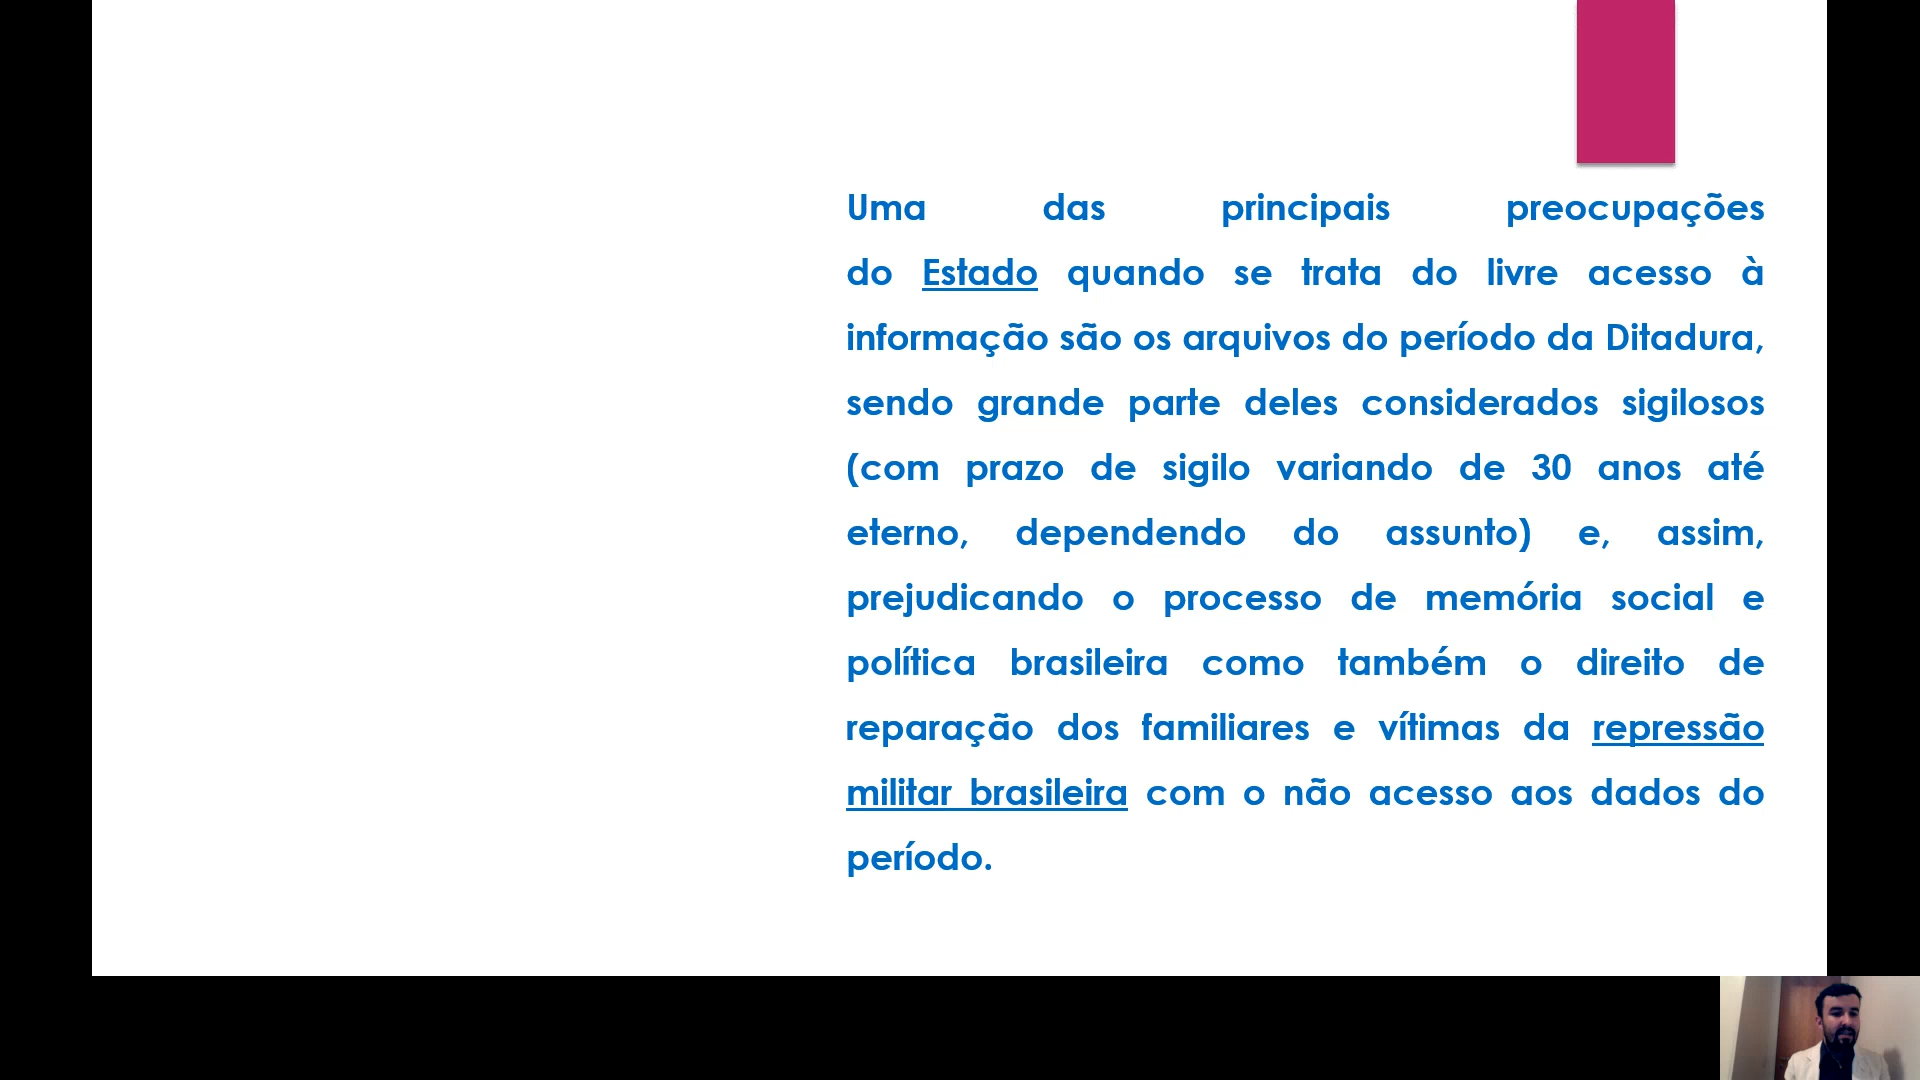 Uma das principais preocupações
do Estado quando se trata do livre acesso à
informação são os arquivos do período da Ditadura,
sendo grande parte deles considerados sigilosos
(com prazo de sigilo variando de 30 anos até
eterno, dependendo do assunto) e, assim,
prejudicando o processo de memória social e
política brasileira como também o direito de
reparação dos familiares e vítimas da repressão
militar brasileira com o não acesso aos dados do
período.